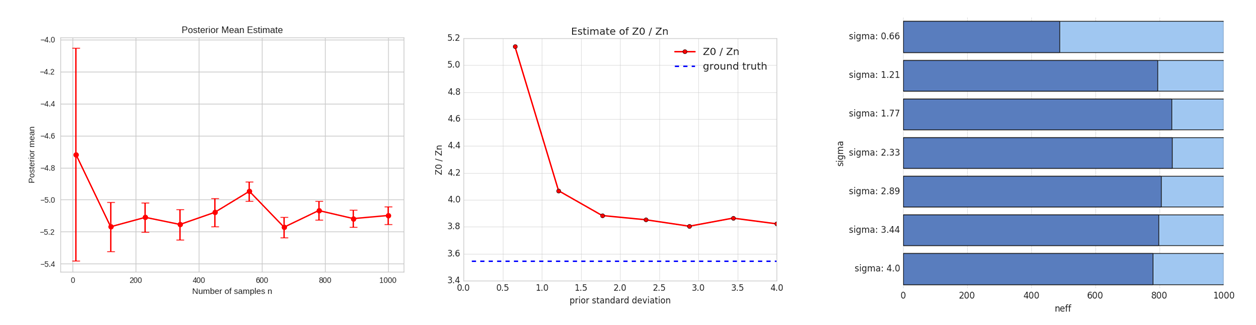 Posterior Mean Estimate
−4.0
−4.2
−4.4
−4.6
−4.8
−5.0
−5.2
−5.4
Posterior mean
0 200 400 600 800 1000
Number of samples n
Estimate of Z0 / Zn
5.2
5.0
4.8
4.6
4.4
4.2
4.0
3.8
3.6
3.4
Z0 / Zn
Z0 / Zn
ground truth
0.0 0.5 1.0 1.5 2.0 2.5 3.0 3.5 4.0
prior standard deviation
sigma: 0.66
sigma: 1.21
sigma: 1.77
sigma: 2.33
sigma: 2.89
sigma: 3.44
sigma: 4.0
sigma
0 200 400 600 800 1000
neff